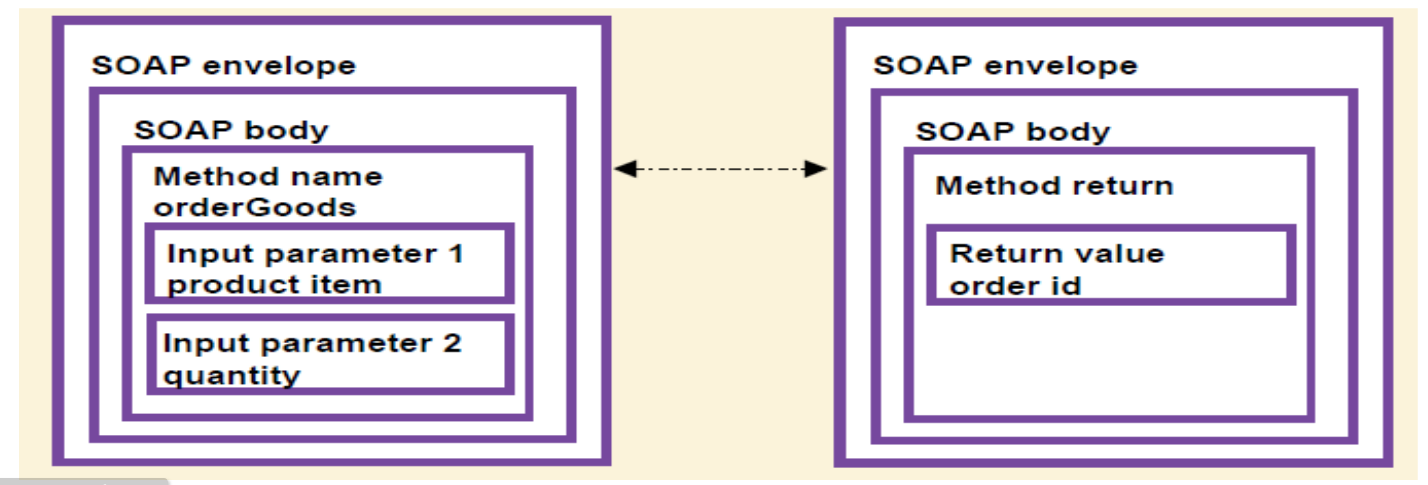 SOAP envelope
SOAP body
Method name
orderGoods
Input parameter 1
product item
Input parameter 2
quantity
SOAP envelope
SOAP body
Method return
Return value
order id